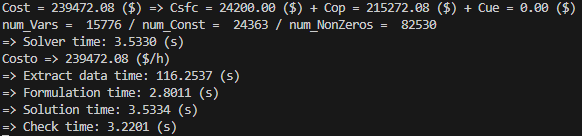 Cost = 239472.08 ($) => Csfc = 24200.00 ($) + Cop = 215272.08 ($) + Cue = 0.00 ($)
num_Vars =  15776 / num_Const =  24363 / num_NonZeros =  82530
=> Solver time: 3.5330 (s)
Costo => 239472.08 ($/h)
=> Extract data time: 116.2537 (s)
=> Formulation time: 2.8011 (s)
=> Solution time: 3.5334 (s)
=> Check time: 3.2201 (s)